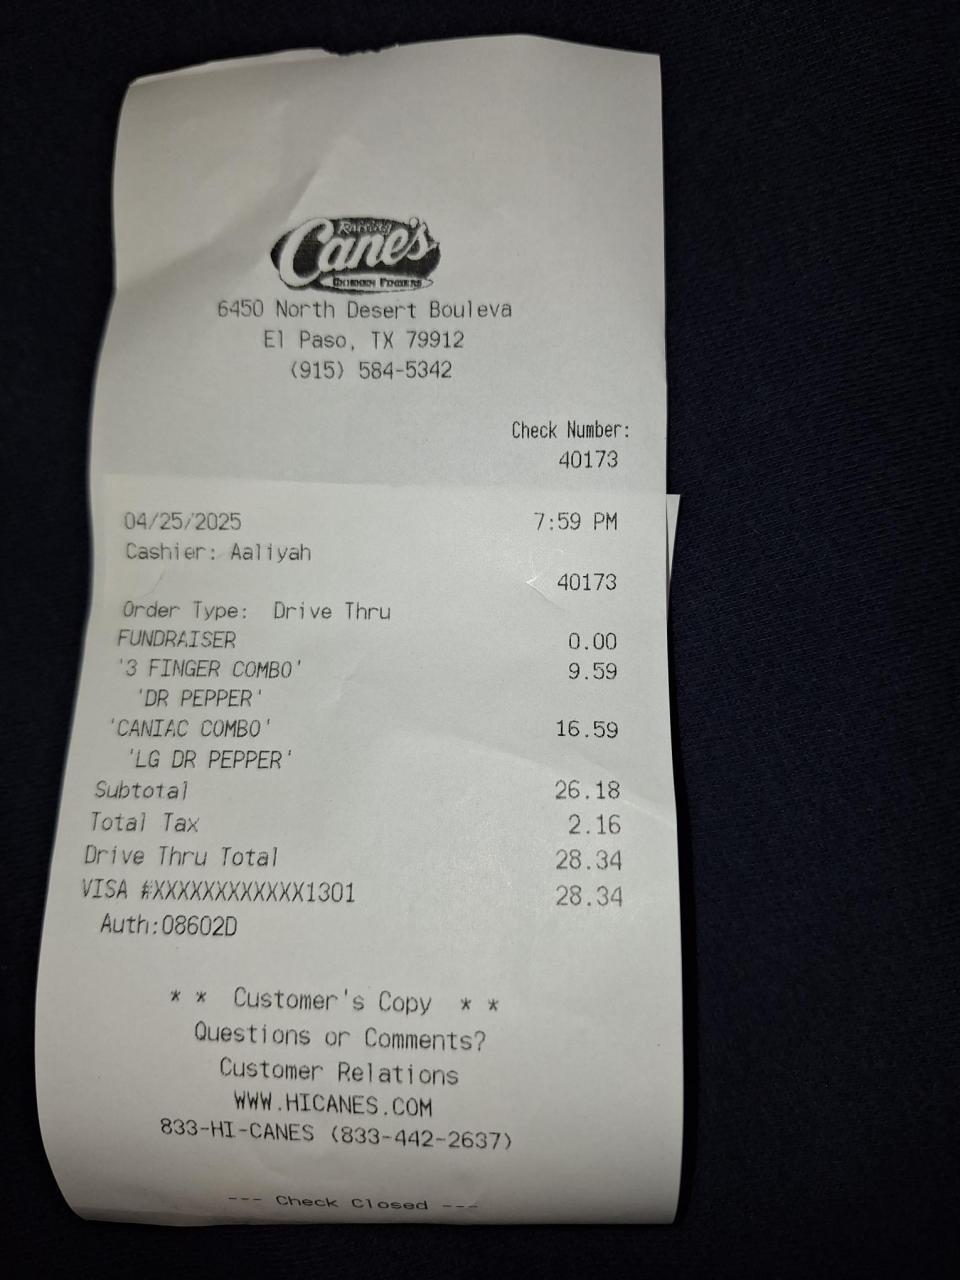 Raising
Cane's
CHICKEN FINGERS
6450 North Desert Bouleva
El Paso, TX 79912
(915) 584-5342
Check Number:
40173
04/25/2025 7:59 PM
Cashier: Aaliyah
40173
Order Type: Drive Thru
FUNDRAISER 0.00
'3 FINGER COMBO' 9.59
'DR PEPPER'
'CANIAC COMBO' 16.59
'LG DR PEPPER'
Subtotal 26.18
Total Tax 2.16
Drive Thru Total 28.34
VISA #XXXXXXXXXXXX1301 28.34
Auth:08602D
* * Customer's Copy * *
Questions or Comments?
Customer Relations
WWW.HICANES.COM
833-HI-CANES (833-442-2637)
--- Check Closed ---